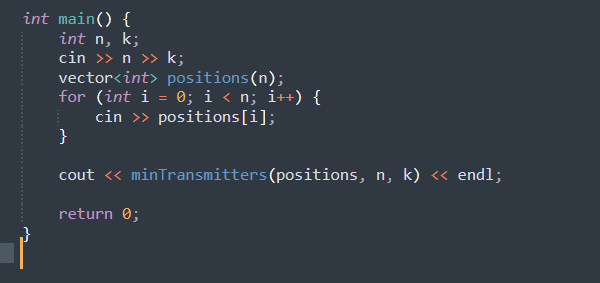 int main() {
    int n, k;
    cin >> n >> k;
    vector<int> positions(n);
    for (int i = 0; i < n; i++) {
        cin >> positions[i];
    }
    cout << minTransmitters(positions, n, k) << endl;
    return 0;
}